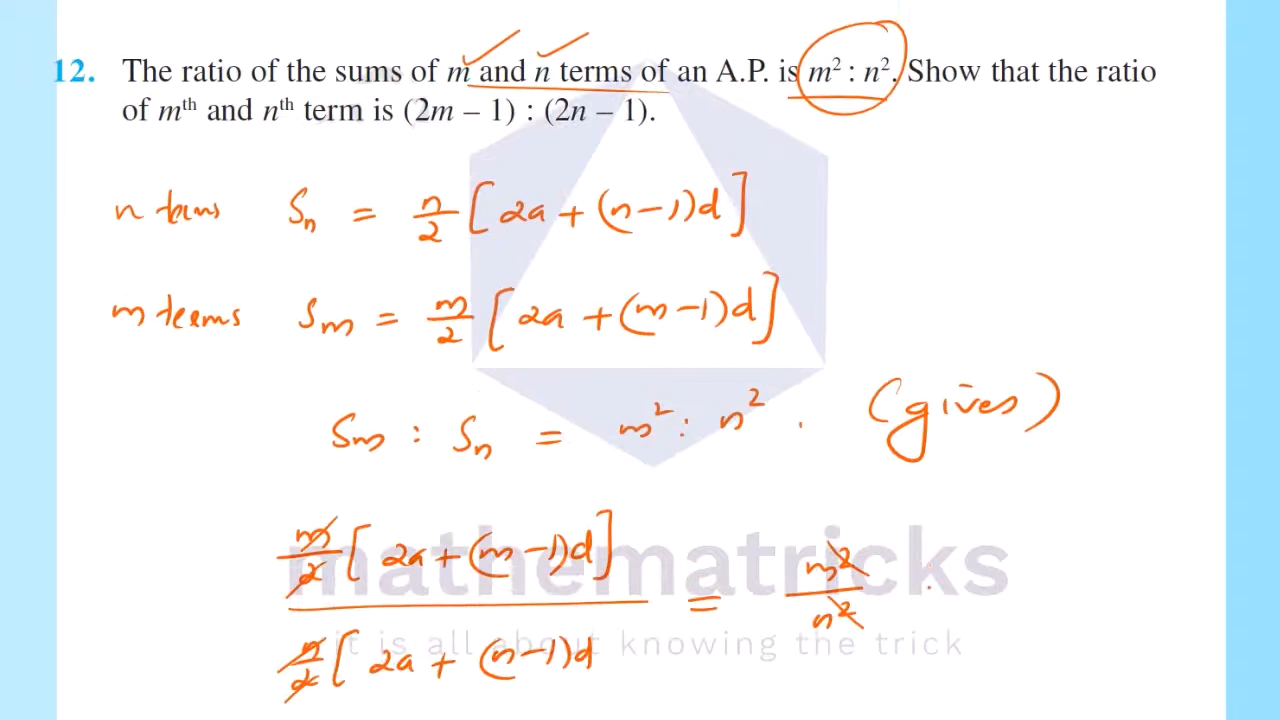 12. The ratio of the sums of m and n terms of an A.P. is m² : n². Show that the ratio
of mᵗʰ and nᵗʰ term is (2m – 1) : (2n – 1).
n terms Sₙ = n/2 [2a + (n-1)d]
m terms Sₘ = m/2 [2a + (m-1)d]
Sₘ : Sₙ = m² : n². (given)
m/2 [2a + (m-1)d] / n/2 [2a + (n-1)d = m²/n²
mathematricks
it is all about knowing the trick